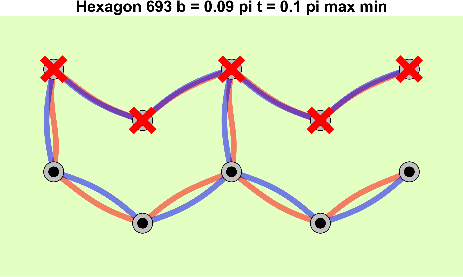 Hexagon 693 b = 0.09 pi t = 0.1 pi max min